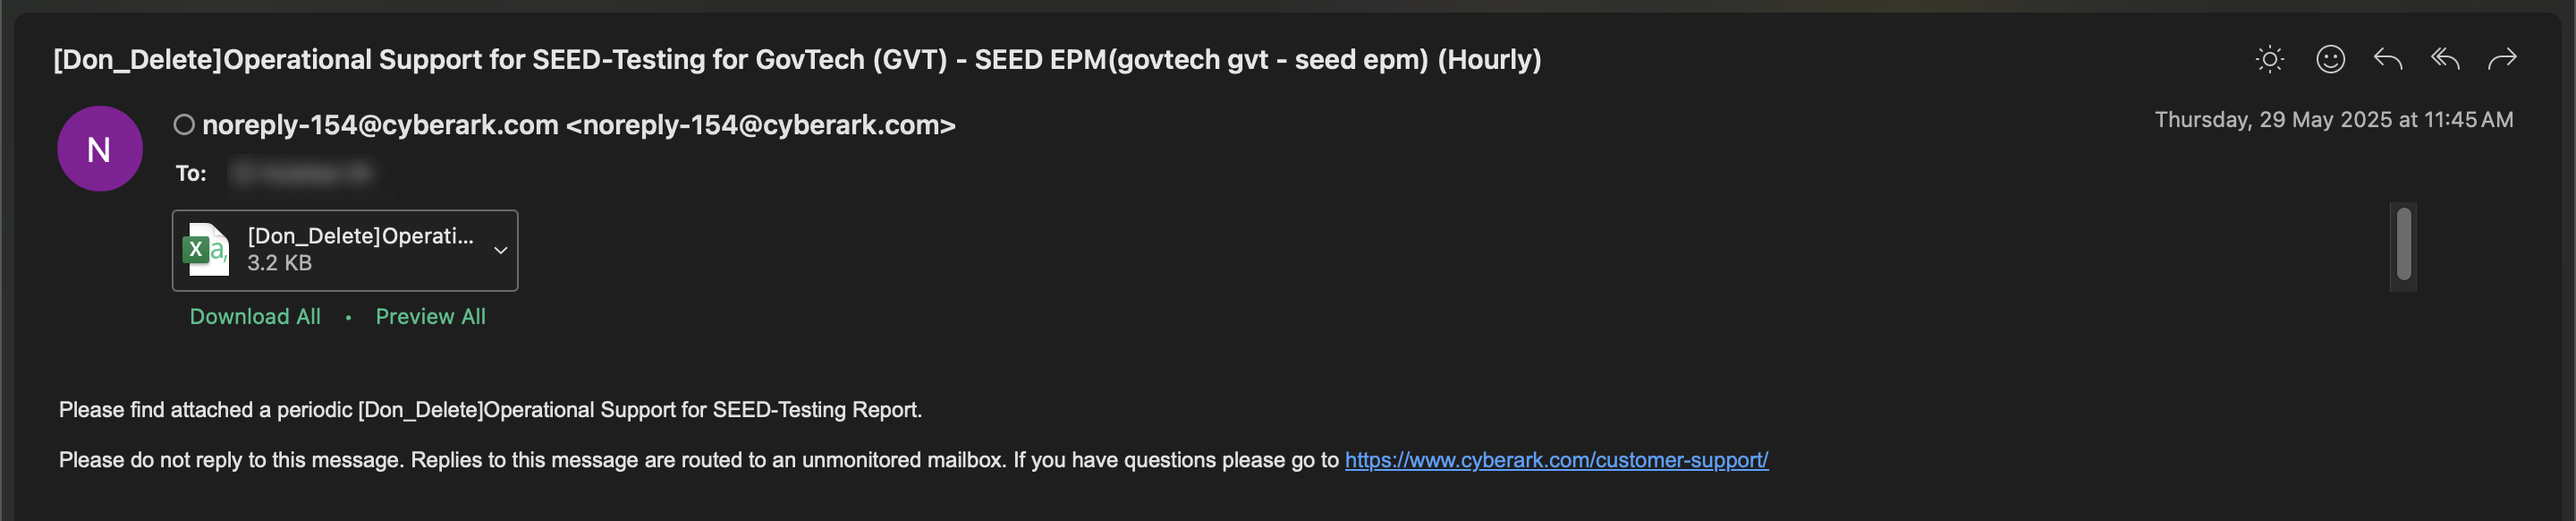 [Don_Delete]Operational Support for SEED-Testing for GovTech (GVT) - SEED EPM(govtech gvt - seed epm) (Hourly)
N
noreply-154@cyberark.com <noreply-154@cyberark.com>
Thursday, 29 May 2025 at 11:45 AM
To:
X a,
[Don_Delete]Operati...
3.2 KB
Download All • Preview All
Please find attached a periodic [Don_Delete]Operational Support for SEED-Testing Report.
Please do not reply to this message. Replies to this message are routed to an unmonitored mailbox. If you have questions please go to https://www.cyberark.com/customer-support/